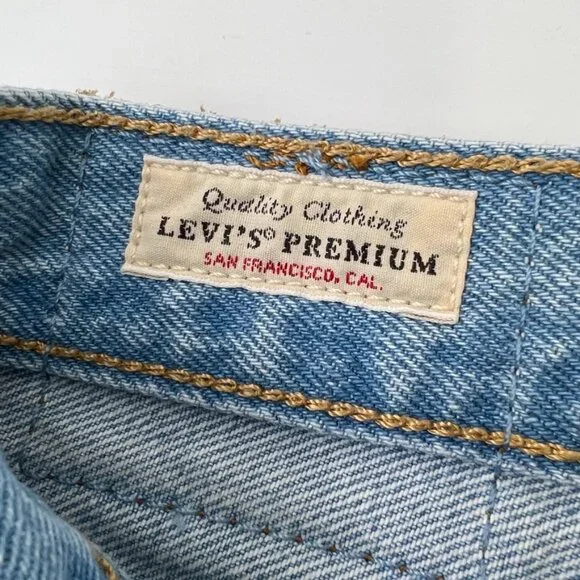 Quality Clothing
LEVI'S® PREMIUM
SAN FRANCISCO, CAL.